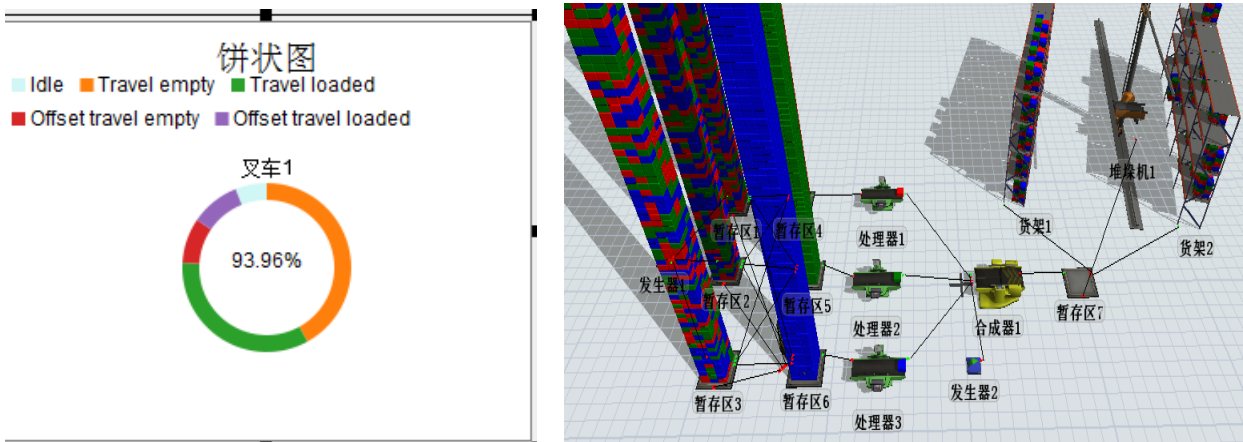 饼状图
Idle Travel empty Travel loaded
Offset travel empty Offset travel loaded
叉车1
93.96%
堆垛机1
货架1
货架2
暂存区1
暂存区4
处理器1
发生器1
暂存区2
暂存区5
处理器2
合成器1
暂存区7
暂存区3
暂存区6
处理器3
发生器2